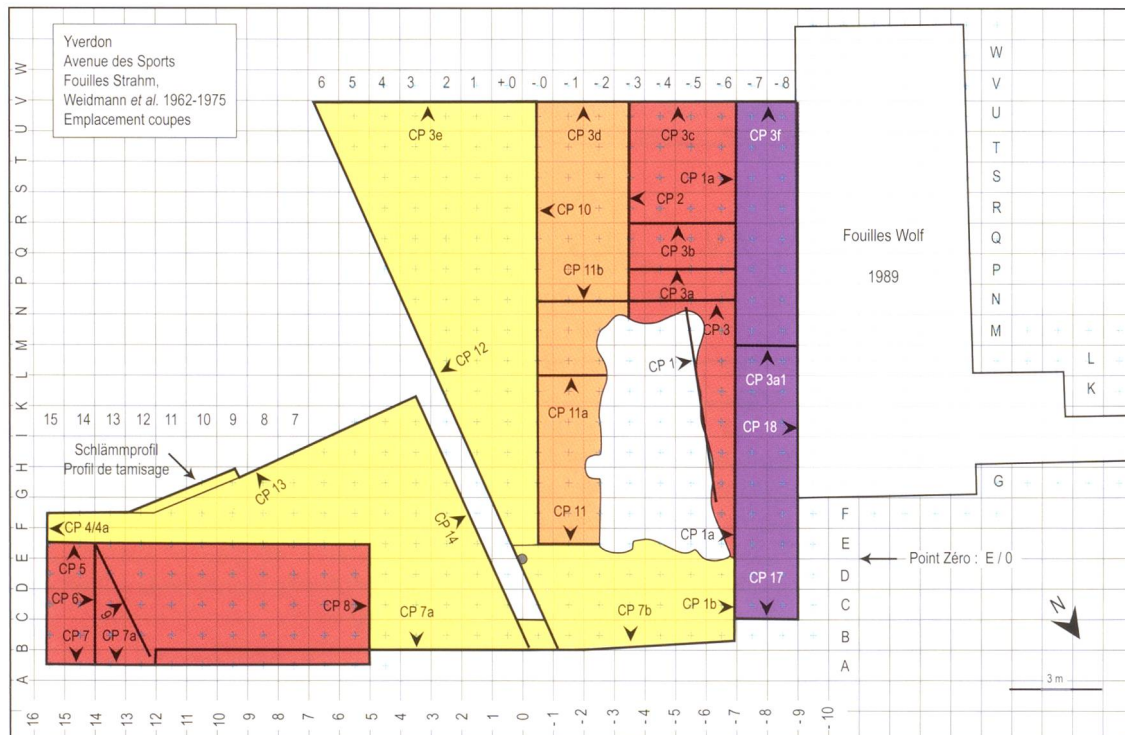 Yverdon
Avenue des Sports
Fouilles Strahm,
Weidmann et al. 1962-1975
Emplacement coupes
6 5 4 3 2 1 +0 -0 -1 -2 -3 -4 -5 -6 -7 -8
W
V
U
T
S
R
Q
P
N
M
L
K
I
H
G
F
E
D
C
B
A
W
V
U
T
S
R
Q
P
N
M
L
K
G
F
E
D
C
B
A
CP 3e
CP 3d
CP 3c
CP 3f
CP 1a
CP 2
CP 10
CP 3b
CP 11b
CP 3a
CP 3
CP 12
CP 1
CP 3a1
CP 11a
CP 18
Fouilles Wolf
1989
15 14 13 12 11 10 9 8 7
Schlämmprofil
Profil de tamisage
CP 13
CP 4/4a
CP 14
CP 11
CP 1a
CP 5
CP 6
9
CP 8
CP 7
CP 7a
CP 7a
CP 7b
CP 1b
CP 17
Point Zéro : E / 0
N
3 m
16 15 14 13 12 11 10 9 8 7 6 5 4 3 2 1 0 -1 -2 -3 -4 -5 -6 -7 -8 -9 -10